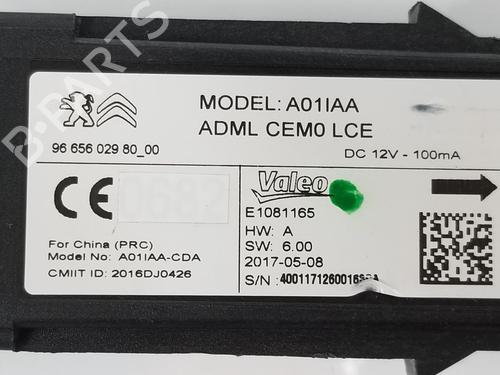 MODEL: A01IAA
ADML CEM0 LCE
96 656 029 80_00
DC 12V - 100mA
CE
Valeo
E1081165
HW: A
SW: 6.00
2017-05-08
S/N :
For China (PRC)
Model No: A01IAA-CDA
CMIIT ID: 2016DJ0426
B-PARTS